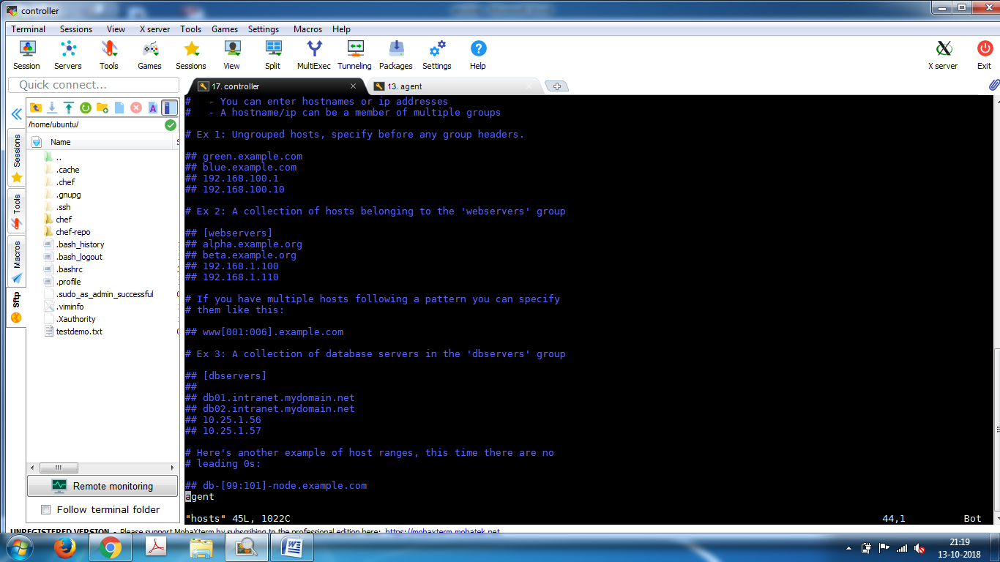 controller
Terminal Sessions View X server Tools Games Settings Macros Help
Session Servers Tools Games Sessions View Split MultiExec Tunneling Packages Settings Help X server Exit
Quick connect...
17. controller
13. agent
/home/ubuntu/
Name
..
.cache
.chef
.gnupg
.ssh
chef
chef-repo
.bash_history
.bash_logout
.bashrc
.profile
.sudo_as_admin_successful
.viminfo
.Xauthority
testdemo.txt
Sessions
Tools
Macros
Sftp
Remote monitoring
Follow terminal folder
#   - You can enter hostnames or ip addresses
#   - A hostname/ip can be a member of multiple groups
# Ex 1: Ungrouped hosts, specify before any group headers.
## green.example.com
## blue.example.com
## 192.168.100.1
## 192.168.100.10
# Ex 2: A collection of hosts belonging to the 'webservers' group
## [webservers]
## alpha.example.org
## beta.example.org
## 192.168.1.100
## 192.168.1.110
# If you have multiple hosts following a pattern you can specify
# them like this:
## www[001:006].example.com
# Ex 3: A collection of database servers in the 'dbservers' group
## [dbservers]
##
## db01.intranet.mydomain.net
## db02.intranet.mydomain.net
## 10.25.1.56
## 10.25.1.57
# Here's another example of host ranges, this time there are no
# leading 0s:
## db-[99:101]-node.example.com
agent
"hosts" 45L, 1022C 44,1 Bot
UNREGISTERED VERSION - Please support MobaXterm by subscribing to the professional edition here: https://mobaxterm.mobatek.net
21:19
13-10-2018